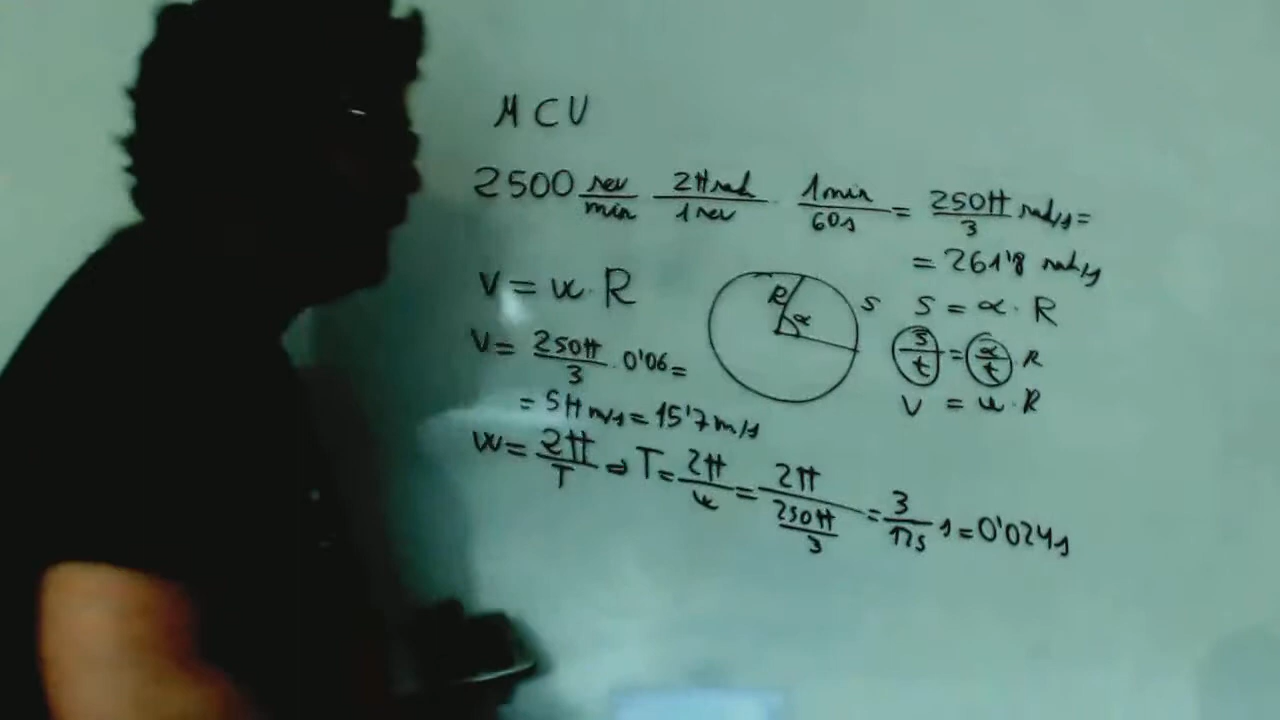 MCU
2500 rev/min 2π rad/1 rev · 1 min/60s = 250π/3 rad/s =
= 261'8 rad/s
V = ω · R
R α S
S = α · R
V = 250π/3 · 0'06 =
S/t = α/t · R
= 5π m/s = 15'7 m/s
V = ω · R
ω = 2π/T ⇒ T = 2π/ω = 2π/(250π/3) = 3/125 s = 0'024 s